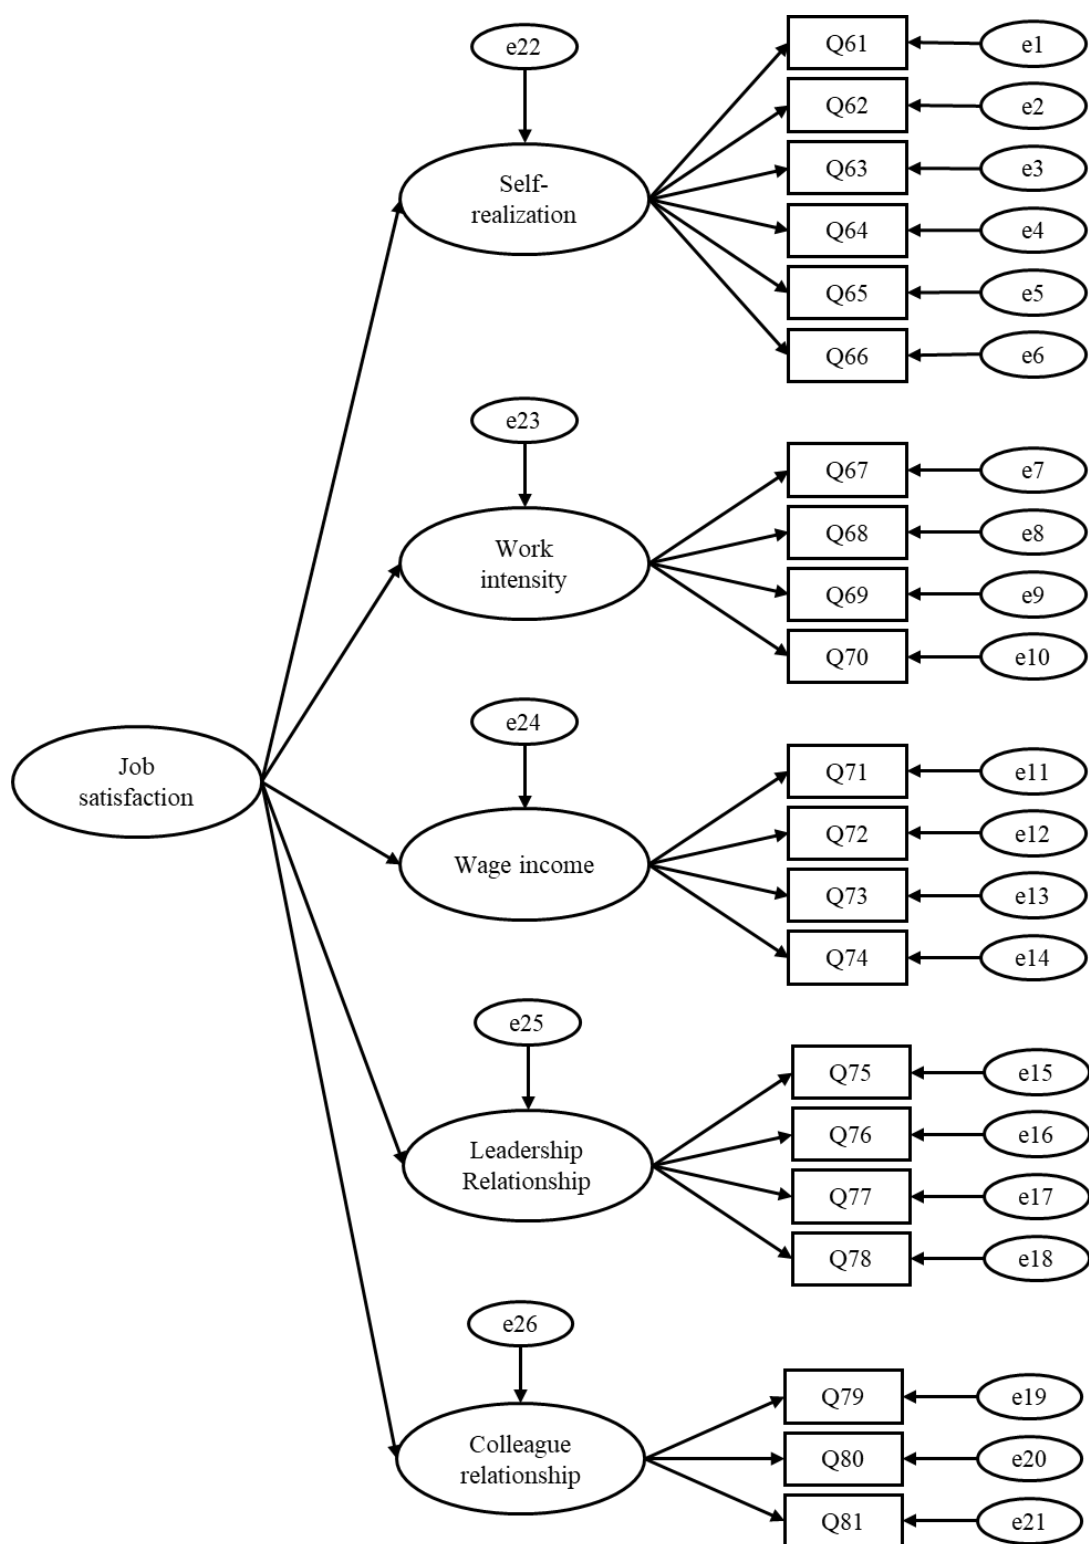 e22
Q61
e1
Q62
e2
Self-
realization
Q63
e3
Q64
e4
Q65
e5
Q66
e6
e23
Q67
e7
Work
intensity
Q68
e8
Q69
e9
Q70
e10
e24
Job
satisfaction
Q71
e11
Wage income
Q72
e12
Q73
e13
Q74
e14
e25
Q75
e15
Leadership
Relationship
Q76
e16
Q77
e17
Q78
e18
e26
Q79
e19
Colleague
relationship
Q80
e20
Q81
e21